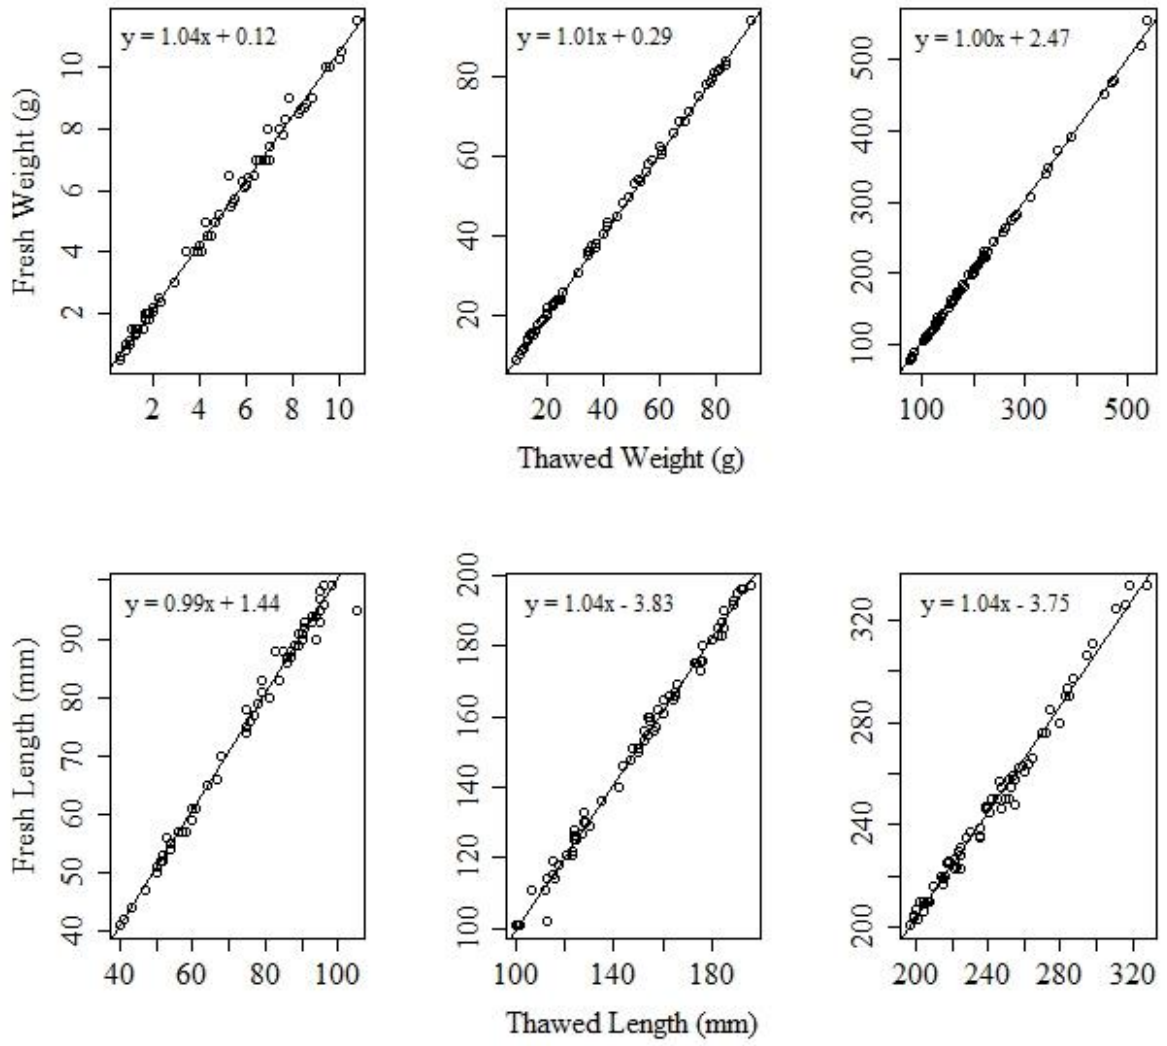 y = 1.04x + 0.12
y = 1.01x + 0.29
y = 1.00x + 2.47
Fresh Weight (g)
2 4 6 8 10
20 40 60 80
100 200 300 400 500
2 4 6 8 10
20 40 60 80
100 300 500
Thawed Weight (g)
y = 0.99x + 1.44
y = 1.04x - 3.83
y = 1.04x - 3.75
Fresh Length (mm)
40 50 60 70 80 90
100 120 140 160 180 200
200 240 280 320
40 60 80 100
100 140 180
200 240 280 320
Thawed Length (mm)